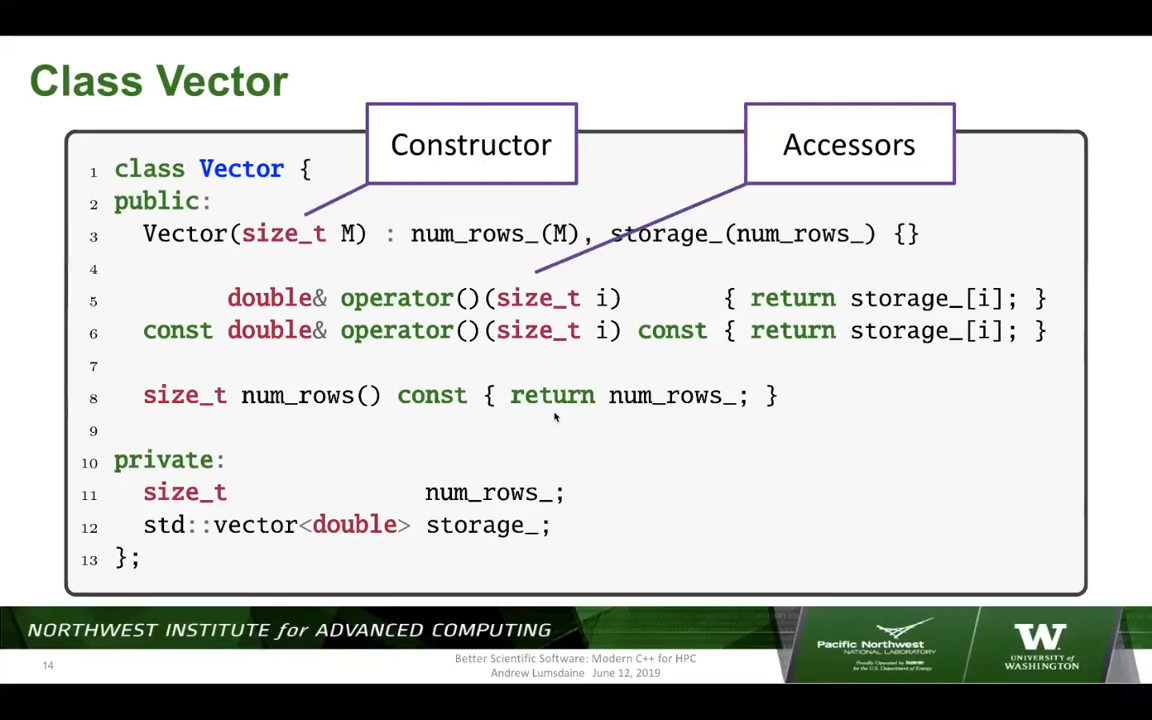 Class Vector
Constructor
Accessors
1 class Vector {
2 public:
3 Vector(size_t M) : num_rows_(M), storage_(num_rows_) {}
4
5 double& operator()(size_t i) { return storage_[i]; }
6 const double& operator()(size_t i) const { return storage_[i]; }
7
8 size_t num_rows() const { return num_rows_; }
9
10 private:
11 size_t num_rows_;
12 std::vector<double> storage_;
13 };
NORTHWEST INSTITUTE for ADVANCED COMPUTING
Pacific Northwest
NATIONAL LABORATORY
Proudly Operated by Battelle
for the U.S. Department of Energy
W
UNIVERSITY of
WASHINGTON
14
Better Scientific Software: Modern C++ for HPC
Andrew Lumsdaine June 12, 2019